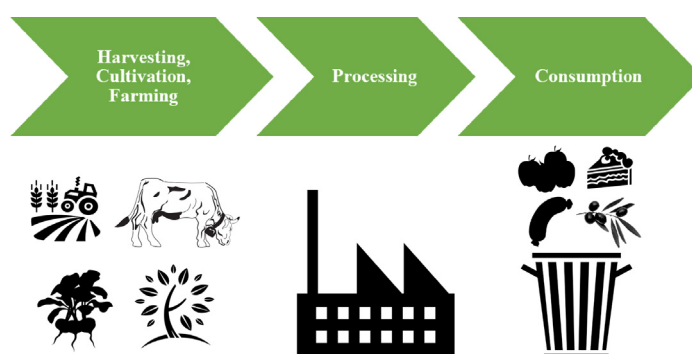 Harvesting,
Cultivation,
Farming
Processing
Consumption